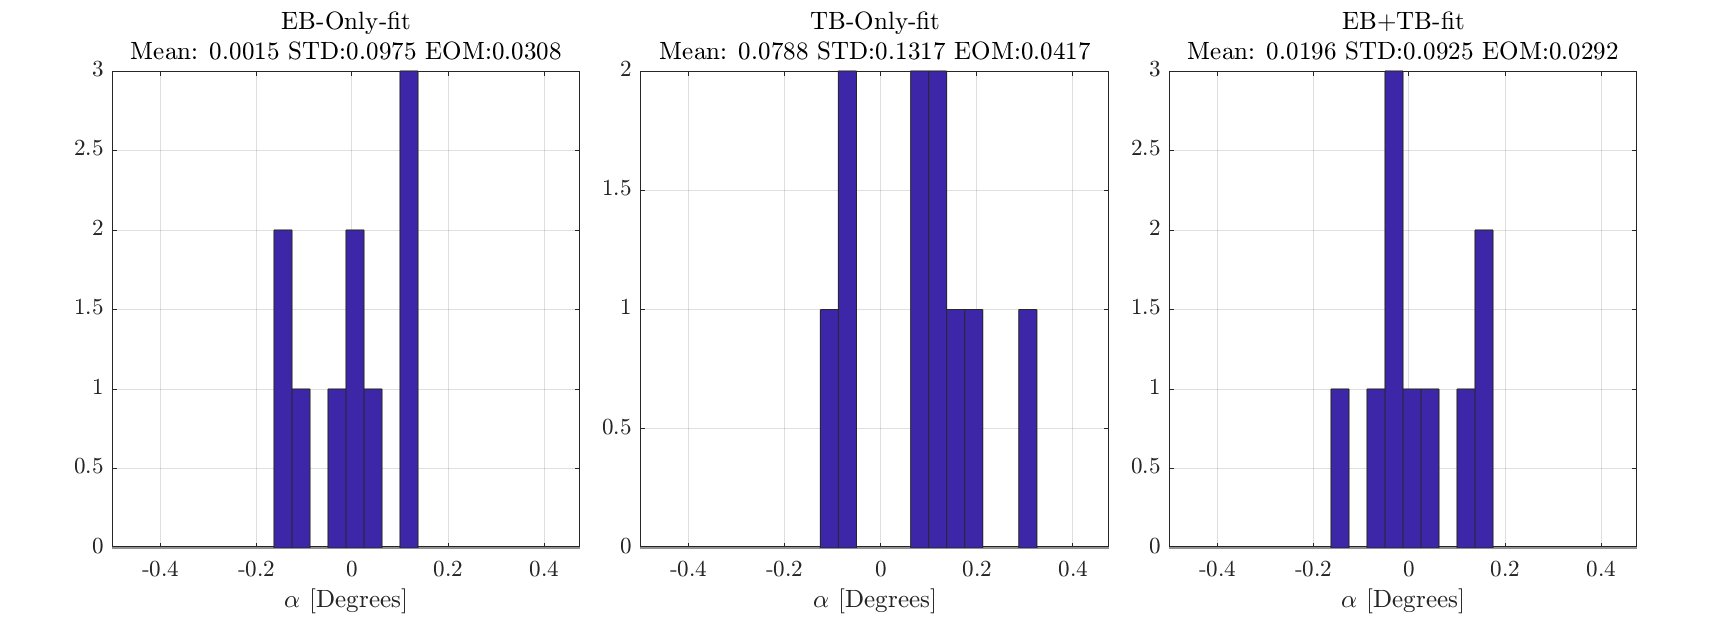 EB-Only-fit
Mean: 0.0015 STD:0.0975 EOM:0.0308
3
2.5
2
1.5
1
0.5
0
-0.4 -0.2 0 0.2 0.4
α [Degrees]
TB-Only-fit
Mean: 0.0788 STD:0.1317 EOM:0.0417
2
1.5
1
0.5
0
-0.4 -0.2 0 0.2 0.4
α [Degrees]
EB+TB-fit
Mean: 0.0196 STD:0.0925 EOM:0.0292
3
2.5
2
1.5
1
0.5
0
-0.4 -0.2 0 0.2 0.4
α [Degrees]